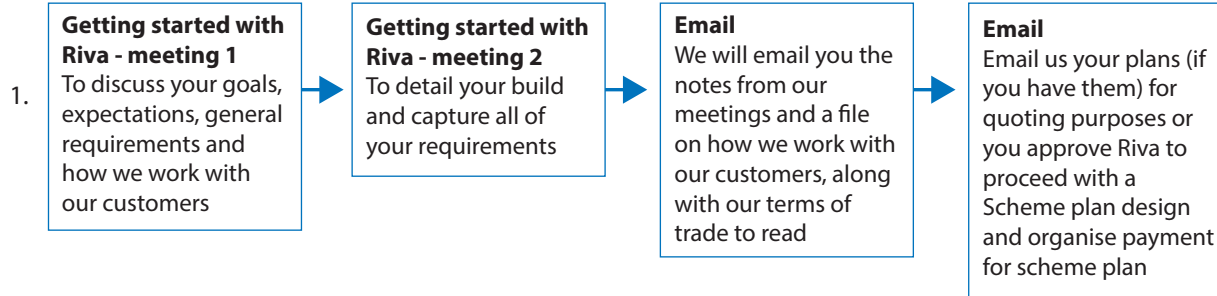 1.
Getting started with
Riva - meeting 1
To discuss your goals,
expectations, general
requirements and
how we work with
our customers
Getting started with
Riva - meeting 2
To detail your build
and capture all of
your requirements
Email
We will email you the
notes from our
meetings and a file
on how we work with
our customers, along
with our terms of
trade to read
Email
Email us your plans (if
you have them) for
quoting purposes or
you approve Riva to
proceed with a
Scheme plan design
and organise payment
for scheme plan